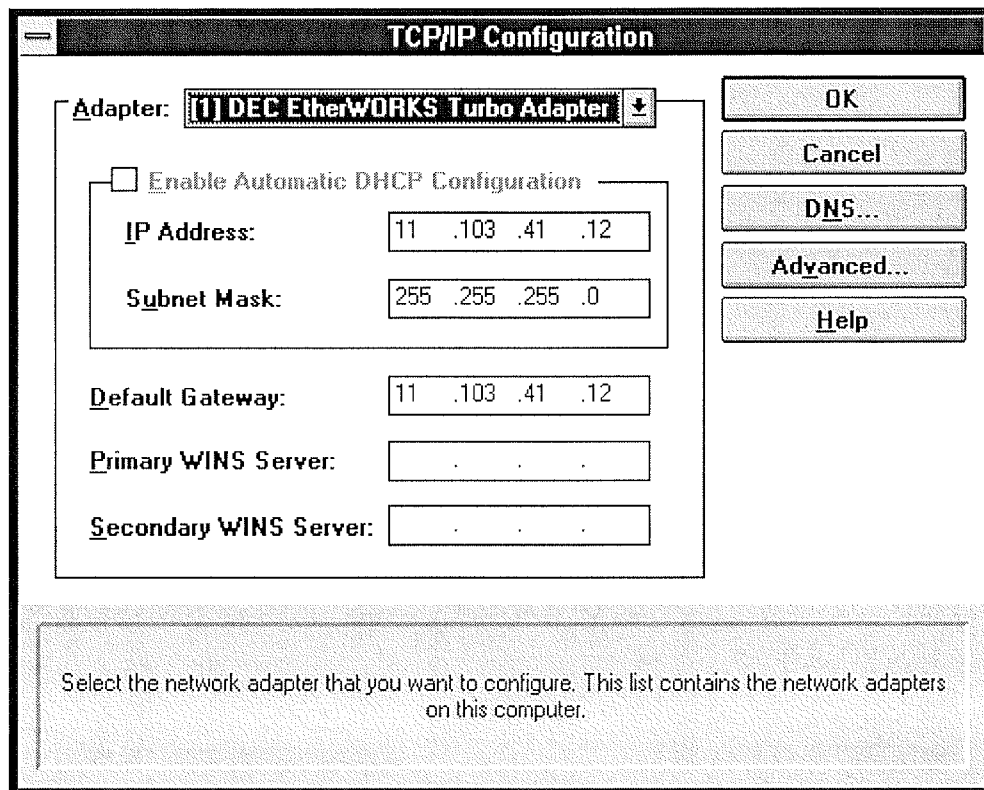 TCP/IP Configuration
Adapter: [1] DEC EtherWORKS Turbo Adapter
Enable Automatic DHCP Configuration
IP Address: 11 .103 .41 .12
Subnet Mask: 255 .255 .255 .0
Default Gateway: 11 .103 .41 .12
Primary WINS Server: . . .
Secondary WINS Server: . . .
OK
Cancel
DNS...
Advanced...
Help
Select the network adapter that you want to configure. This list contains the network adapters
on this computer.